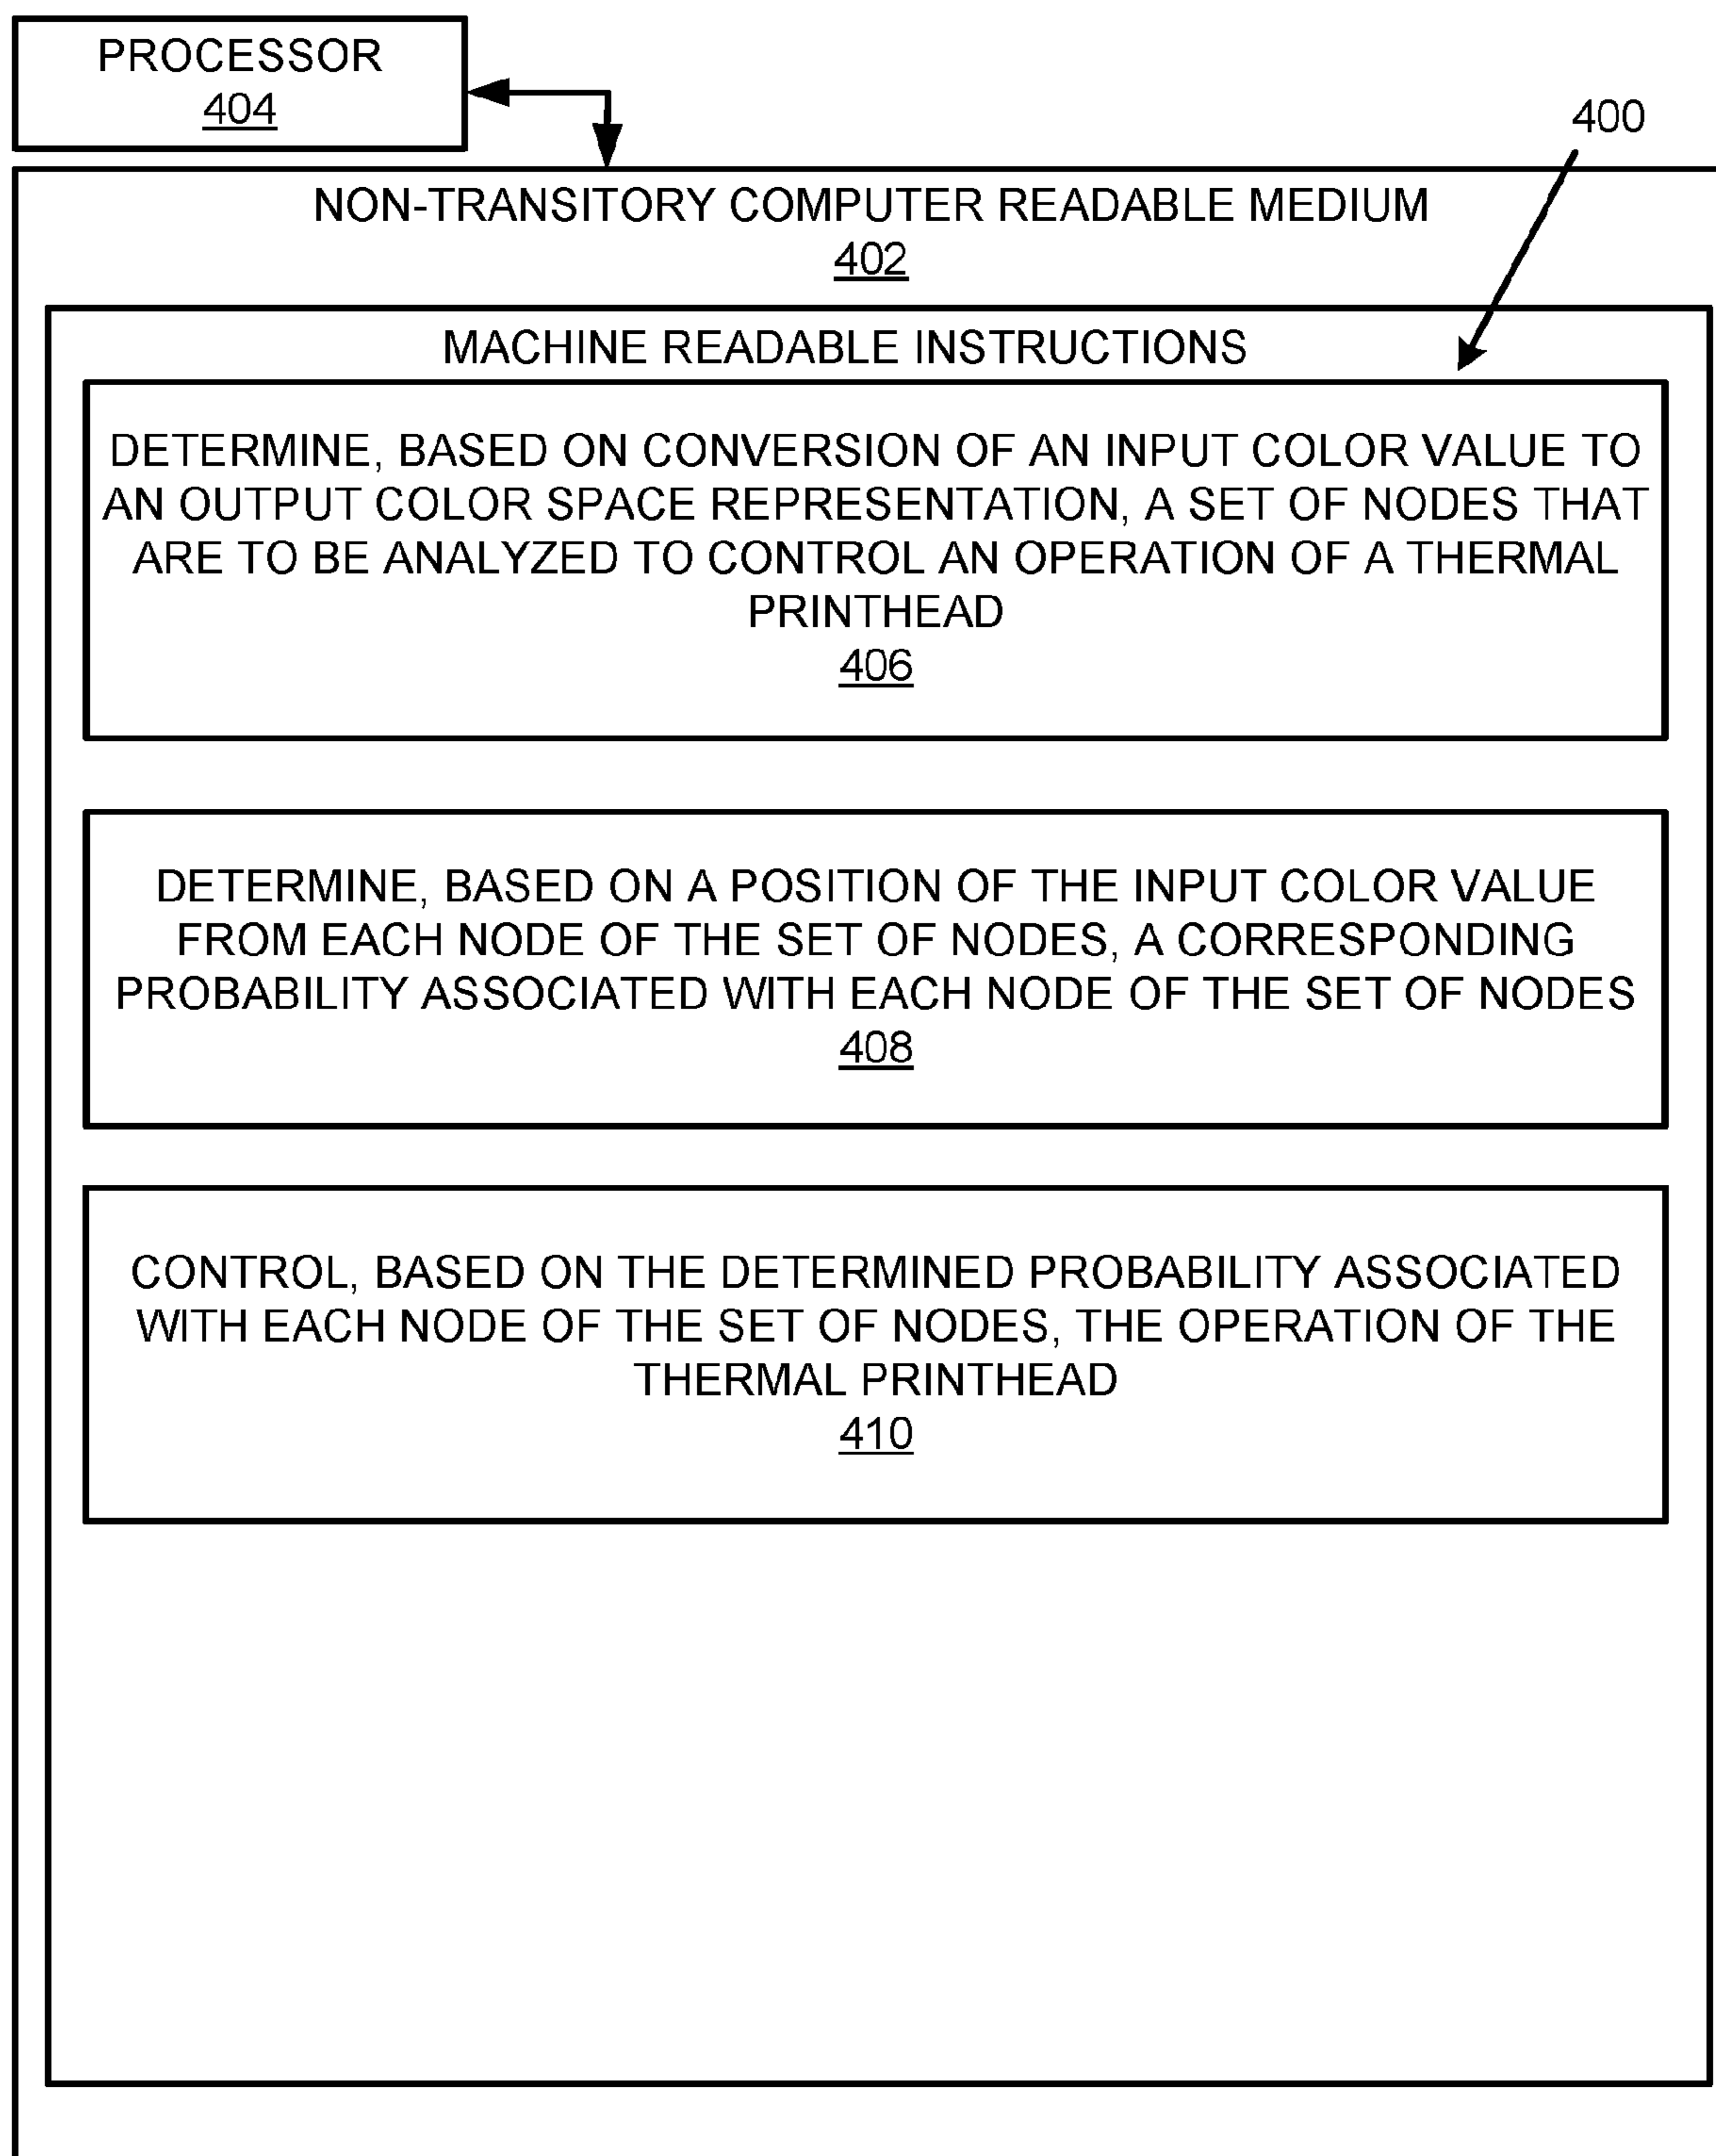 PROCESSOR
404
400
NON-TRANSITORY COMPUTER READABLE MEDIUM
402
MACHINE READABLE INSTRUCTIONS
DETERMINE, BASED ON CONVERSION OF AN INPUT COLOR VALUE TO
AN OUTPUT COLOR SPACE REPRESENTATION, A SET OF NODES THAT
ARE TO BE ANALYZED TO CONTROL AN OPERATION OF A THERMAL
PRINTHEAD
406
DETERMINE, BASED ON A POSITION OF THE INPUT COLOR VALUE
FROM EACH NODE OF THE SET OF NODES, A CORRESPONDING
PROBABILITY ASSOCIATED WITH EACH NODE OF THE SET OF NODES
408
CONTROL, BASED ON THE DETERMINED PROBABILITY ASSOCIATED
WITH EACH NODE OF THE SET OF NODES, THE OPERATION OF THE
THERMAL PRINTHEAD
410